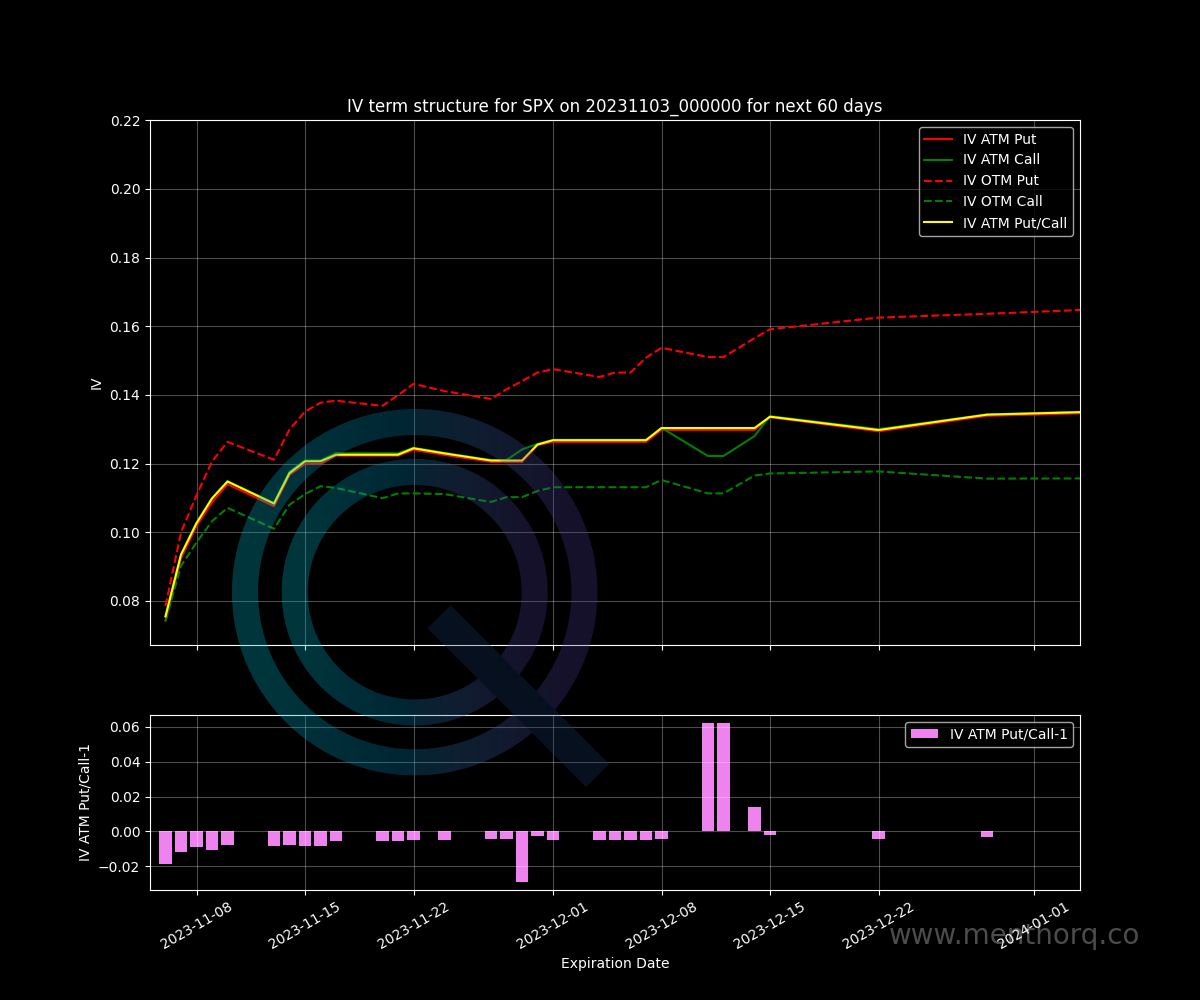 IV term structure for SPX on 20231103_000000 for next 60 days
0.22
0.20
0.18
0.16
0.14
0.12
0.10
0.08
IV
IV ATM Put
IV ATM Call
IV OTM Put
IV OTM Call
IV ATM Put/Call
0.06
0.04
0.02
0.00
−0.02
IV ATM Put/Call-1
IV ATM Put/Call-1
2023-11-08
2023-11-15
2023-11-22
2023-12-01
2023-12-08
2023-12-15
2023-12-22
2024-01-01
www.menthorq.co
Expiration Date